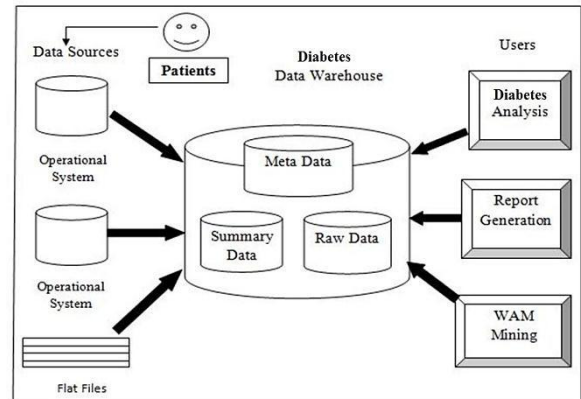 Data Sources
Patients
Diabetes
Data Warehouse
Users
Operational
System
Operational
System
Flat Files
Meta Data
Summary
Data
Raw Data
Diabetes
Analysis
Report
Generation
WAM
Mining